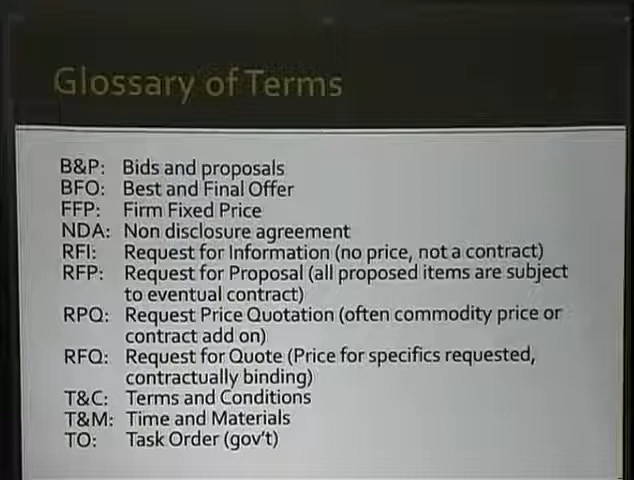 Glossary of Terms
B&P: Bids and proposals
BFO: Best and Final Offer
FFP: Firm Fixed Price
NDA: Non disclosure agreement
RFI: Request for Information (no price, not a contract)
RFP: Request for Proposal (all proposed items are subject
to eventual contract)
RPQ: Request Price Quotation (often commodity price or
contract add on)
RFQ: Request for Quote (Price for specifics requested,
contractually binding)
T&C: Terms and Conditions
T&M: Time and Materials
TO: Task Order (gov't)